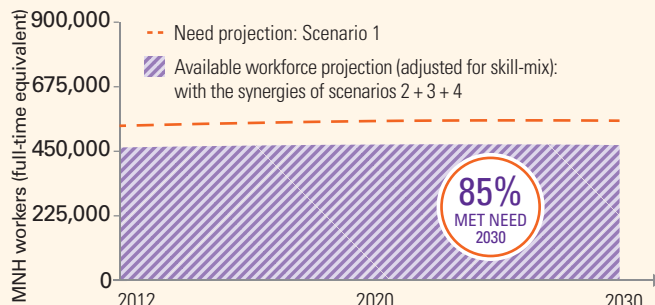 MNH workers (full-time equivalent)
900,000
675,000
450,000
225,000
0
Need projection: Scenario 1
Available workforce projection (adjusted for skill-mix):
with the synergies of scenarios 2 + 3 + 4
85%
MET NEED
2030
2012
2020
2030